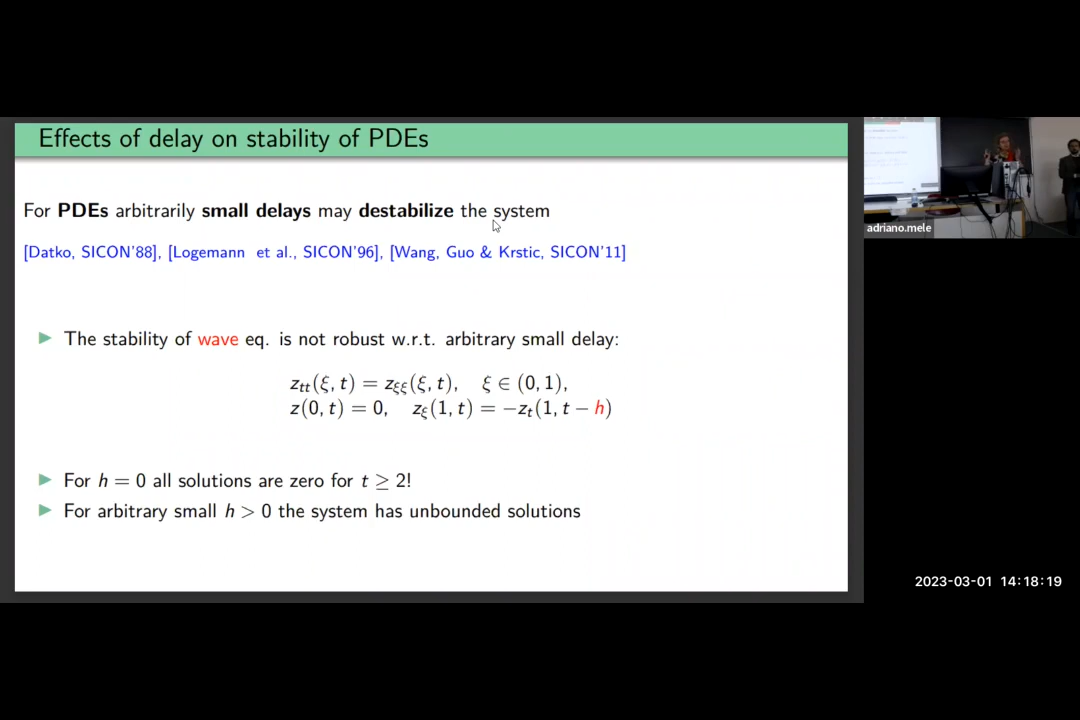 Effects of delay on stability of PDEs
For PDEs arbitrarily small delays may destabilize the system
[Datko, SICON'88], [Logemann et al., SICON'96], [Wang, Guo & Krstic, SICON'11]
▶ The stability of wave eq. is not robust w.r.t. arbitrary small delay:
z_tt(ξ, t) = z_ξξ(ξ, t), ξ ∈ (0, 1),
z(0, t) = 0, z_ξ(1, t) = −z_t(1, t − h)
▶ For h = 0 all solutions are zero for t ≥ 2!
▶ For arbitrary small h > 0 the system has unbounded solutions
adriano.mele
2023-03-01 14:18:19